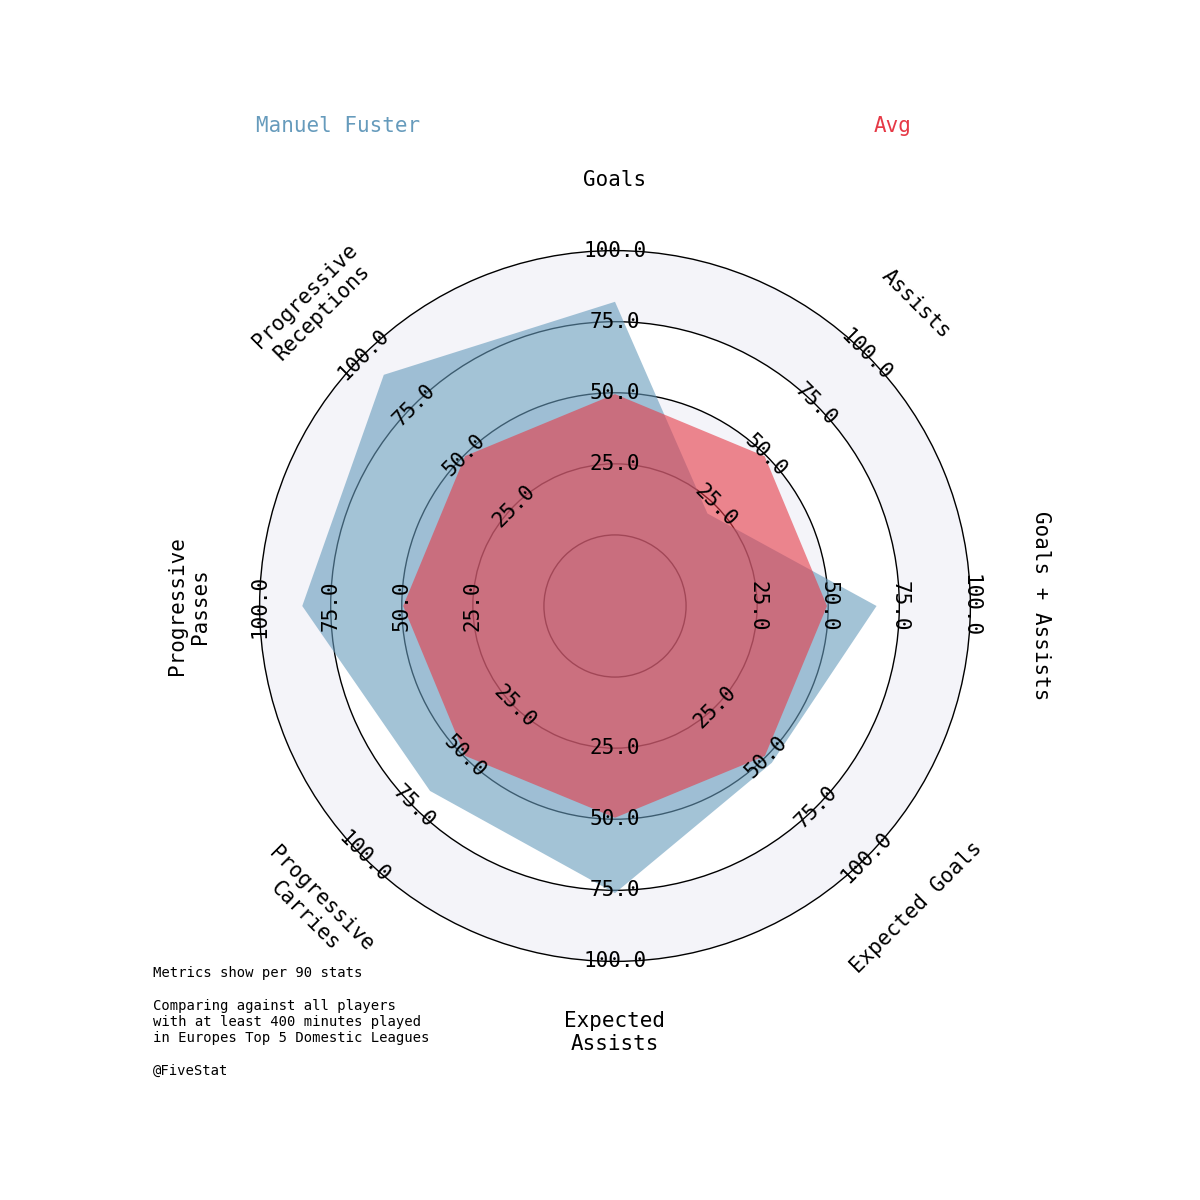 Manuel Fuster
Avg
Goals
Assists
Goals + Assists
Expected Goals
Expected
Assists
Progressive
Carries
Progressive
Passes
Progressive
Receptions
25.0
50.0
75.0
100.0
25.0
50.0
75.0
100.0
25.0
50.0
75.0
100.0
25.0
50.0
75.0
100.0
25.0
50.0
75.0
100.0
25.0
50.0
75.0
100.0
25.0
50.0
75.0
100.0
25.0
50.0
75.0
100.0
Metrics show per 90 stats
Comparing against all players
with at least 400 minutes played
in Europes Top 5 Domestic Leagues
@FiveStat